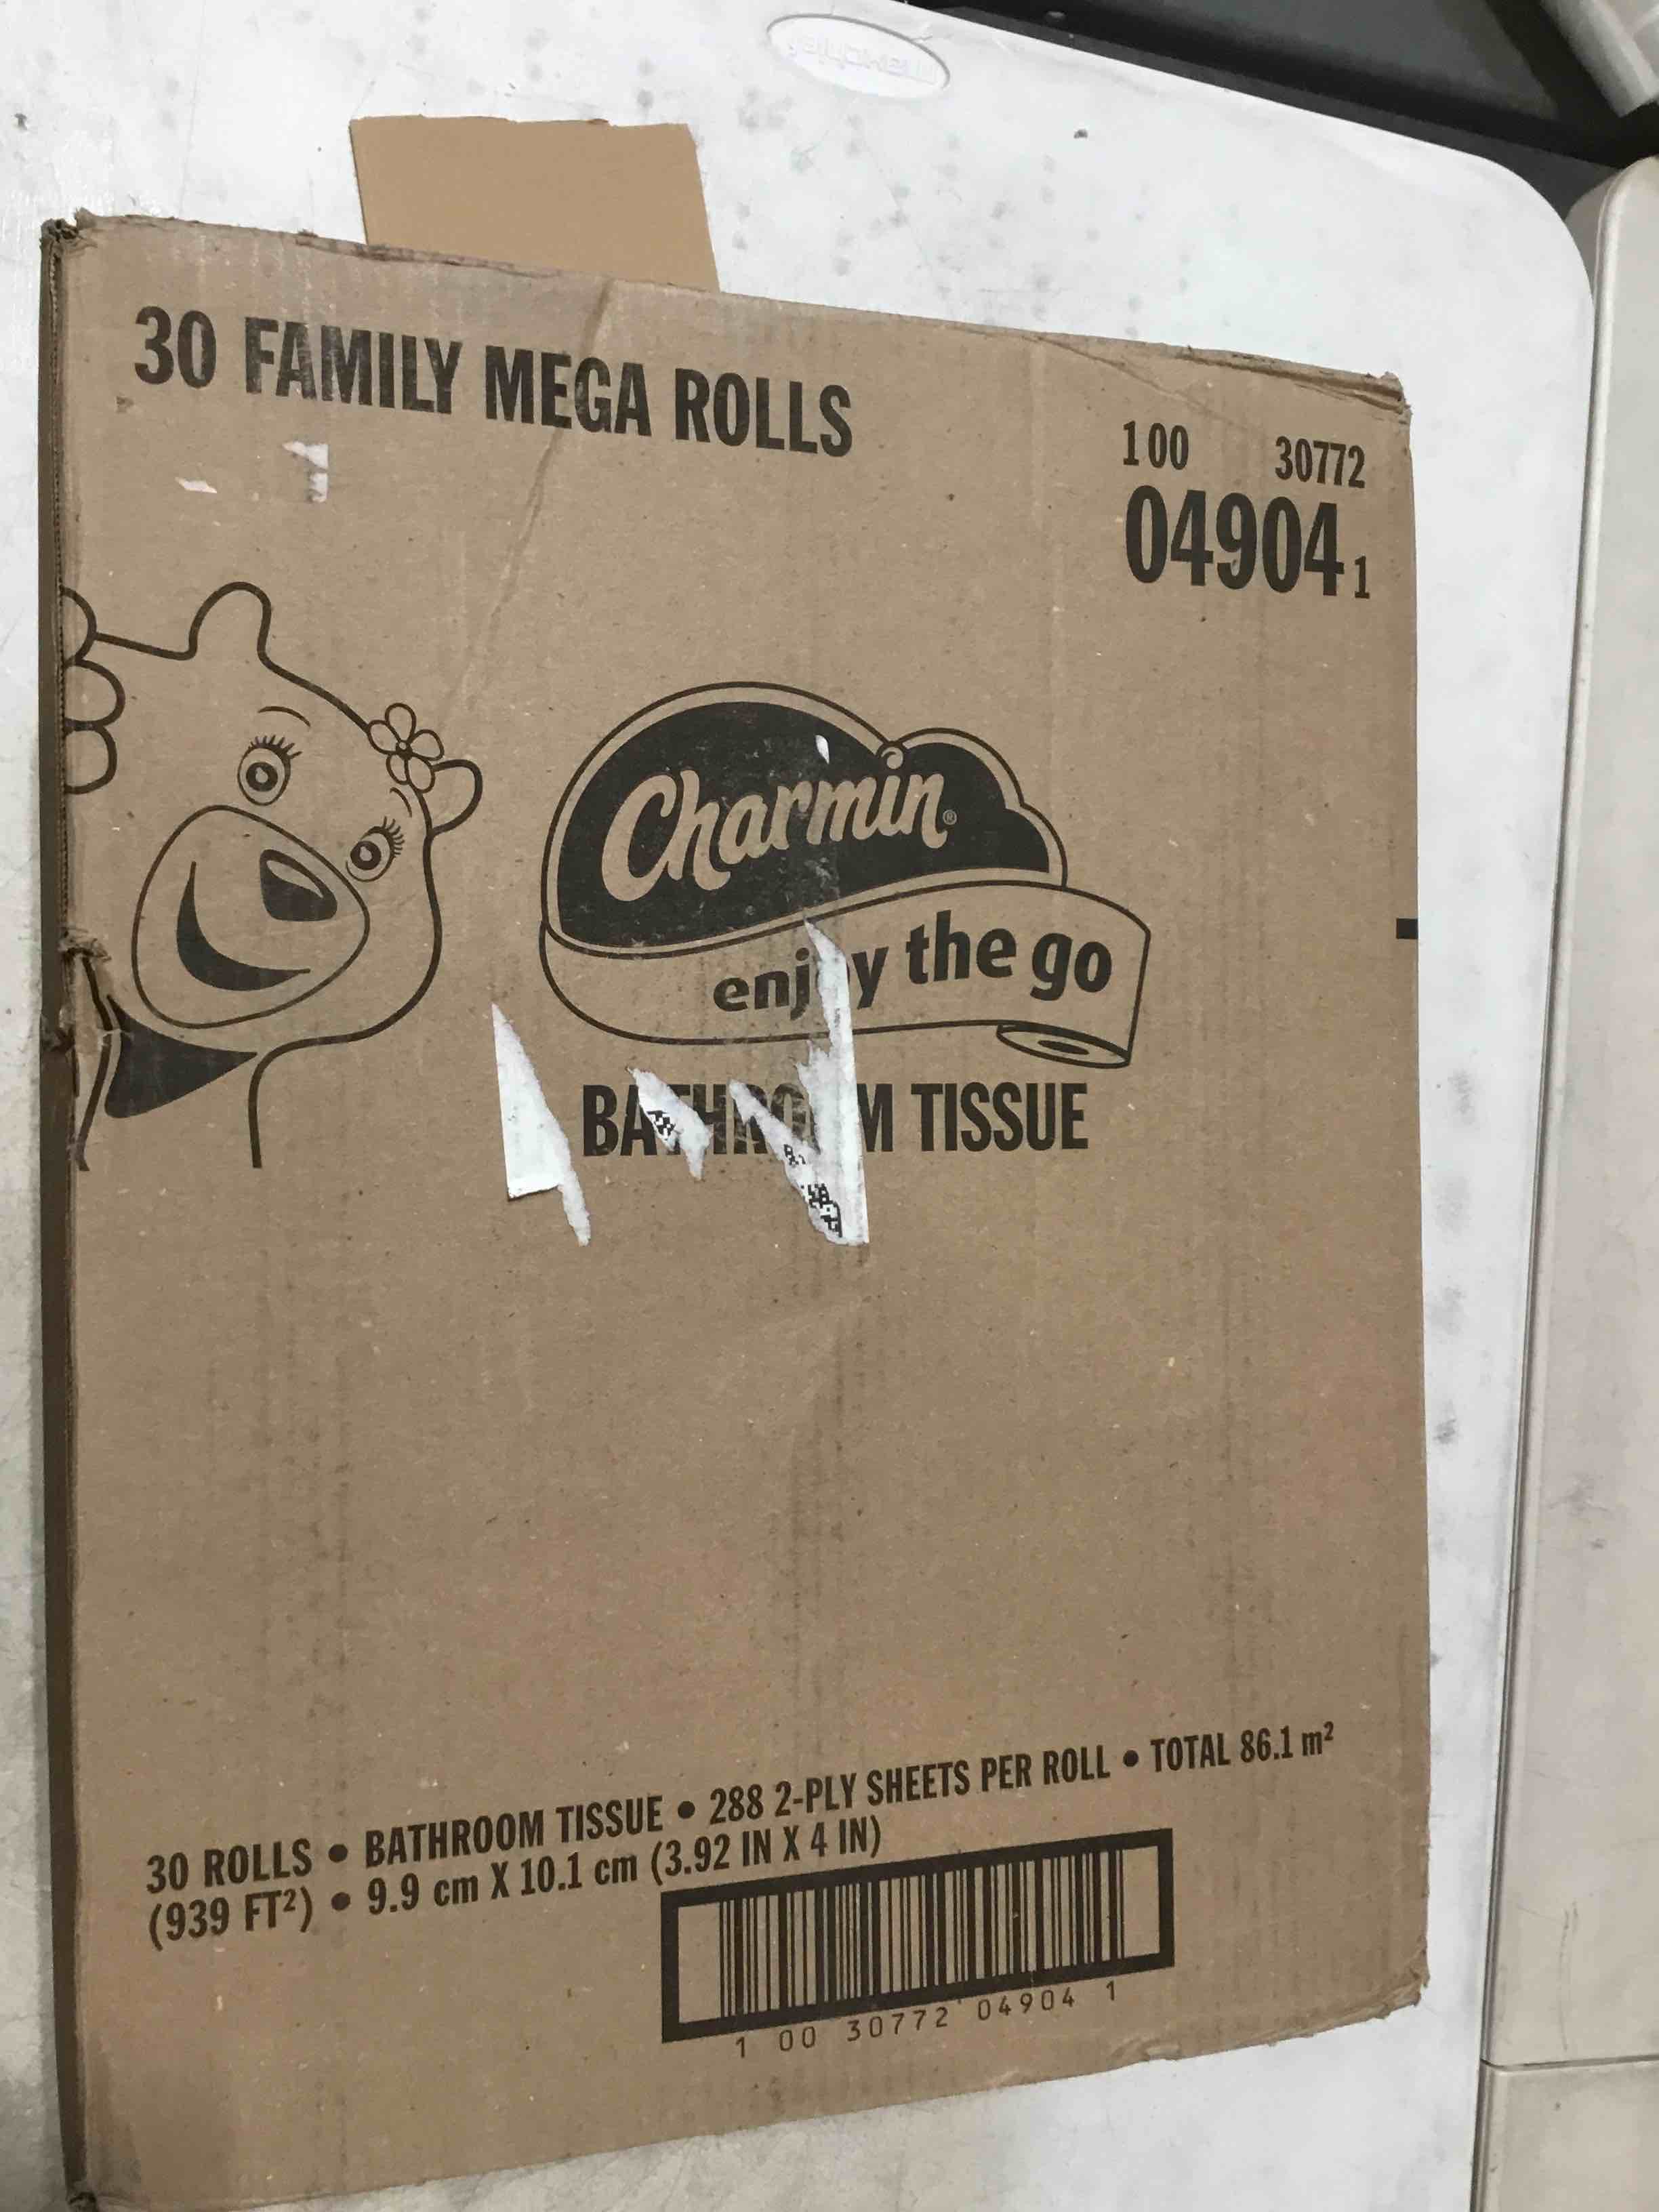 30 FAMILY MEGA ROLLS
100 30772
04904 1
Charmin®
enjoy the go
BATHROOM TISSUE
30 ROLLS • BATHROOM TISSUE • 288 2-PLY SHEETS PER ROLL • TOTAL 86.1 m²
(939 FT²) • 9.9 cm X 10.1 cm (3.92 IN X 4 IN)
1 00 30772 04904 1